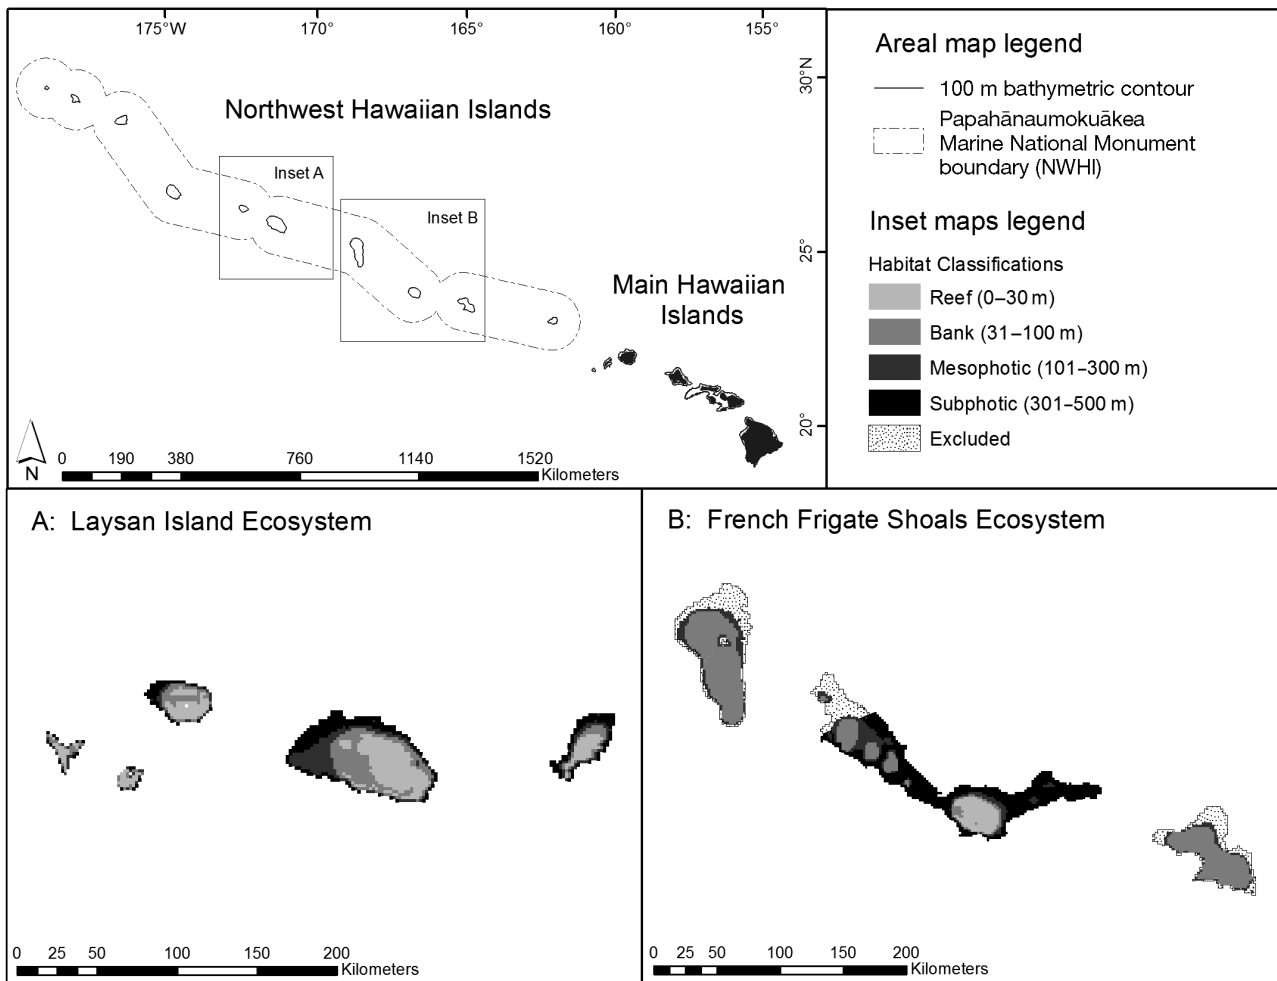 175°W 170° 165° 160° 155°
30°N
25°
20°
Northwest Hawaiian Islands
Inset A
Inset B
Main Hawaiian
Islands
N
0 190 380 760 1140 1520
Kilometers
Areal map legend
100 m bathymetric contour
Papahānaumokuākea
Marine National Monument
boundary (NWHI)
Inset maps legend
Habitat Classifications
Reef (0–30 m)
Bank (31–100 m)
Mesophotic (101–300 m)
Subphotic (301–500 m)
Excluded
A: Laysan Island Ecosystem
0 25 50 100 150 200
Kilometers
B: French Frigate Shoals Ecosystem
0 25 50 100 150 200
Kilometers